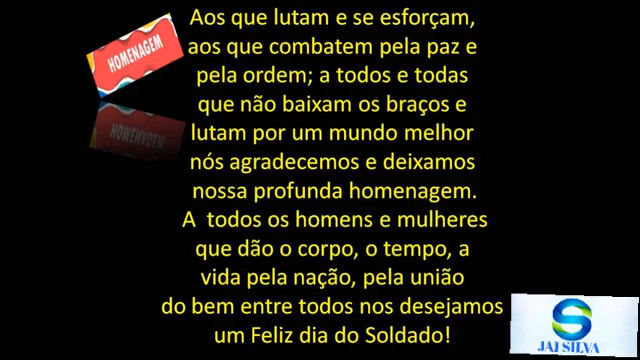 HOMENAGEM
Aos que lutam e se esforçam,
aos que combatem pela paz e
pela ordem; a todos e todas
que não baixam os braços e
lutam por um mundo melhor
nós agradecemos e deixamos
nossa profunda homenagem.
A  todos os homens e mulheres
que dão o corpo, o tempo, a
vida pela nação, pela união
do bem entre todos nos desejamos
um Feliz dia do Soldado!
S
JAI SILVA